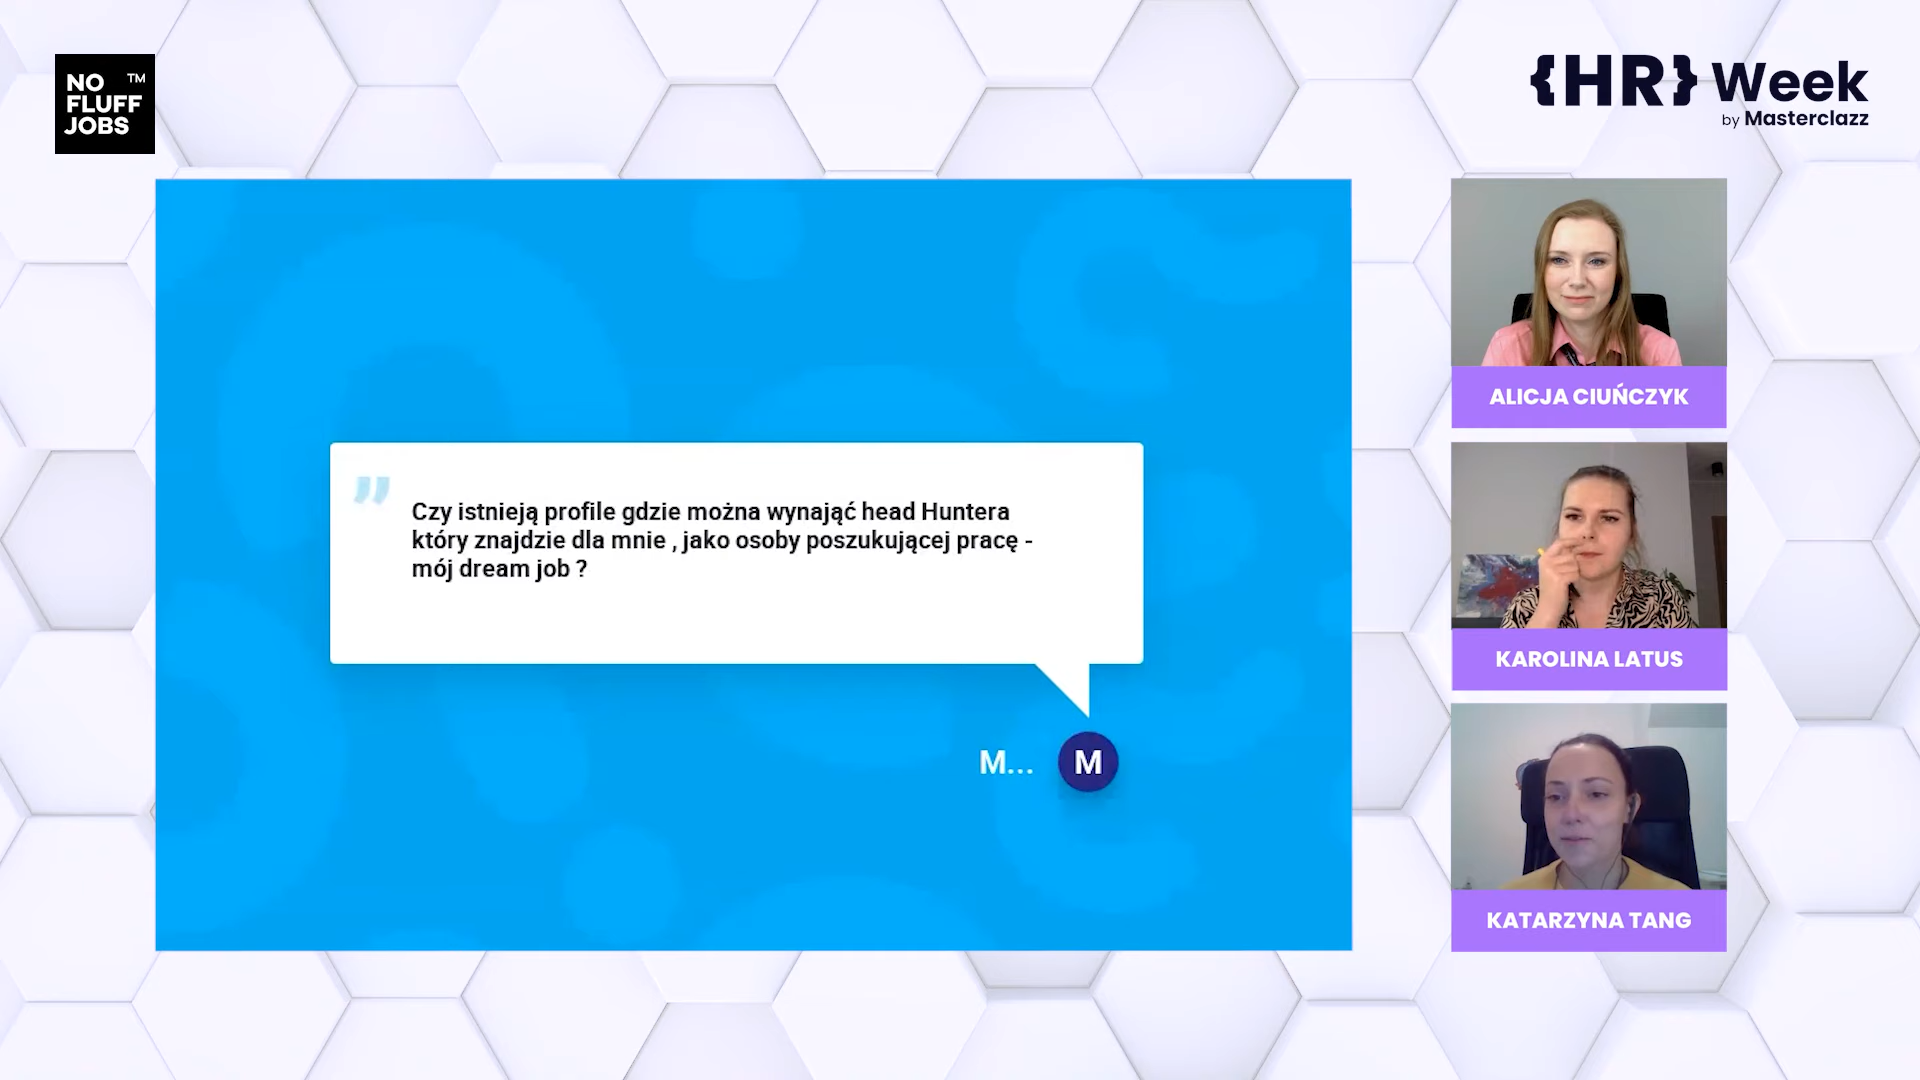 NO
FLUFF
JOBS
TM
{HR} Week
by Masterclazz
” Czy istnieją profile gdzie można wynająć head Huntera
który znajdzie dla mnie , jako osoby poszukującej pracę -
mój dream job ?
M...
M
ALICJA CIUŃCZYK
KAROLINA LATUS
KATARZYNA TANG